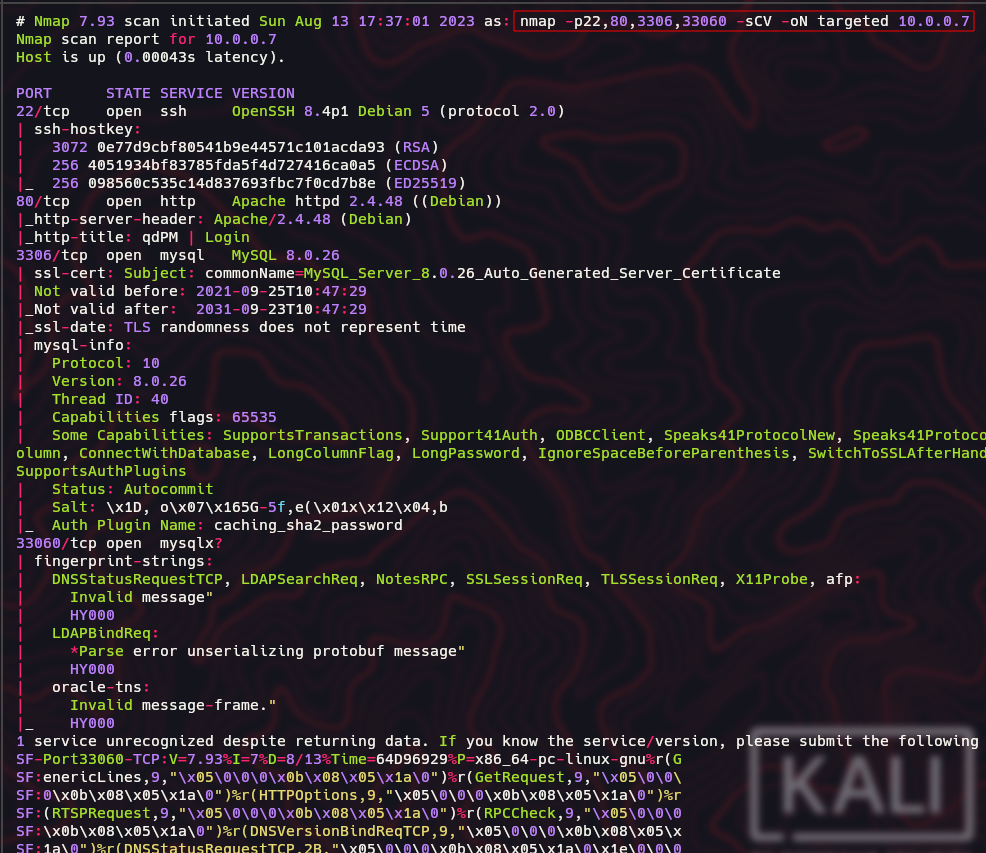 # Nmap 7.93 scan initiated Sun Aug 13 17:37:01 2023 as: nmap -p22,80,3306,33060 -sCV -oN targeted 10.0.0.7
Nmap scan report for 10.0.0.7
Host is up (0.00043s latency).
PORT      STATE SERVICE VERSION
22/tcp    open  ssh     OpenSSH 8.4p1 Debian 5 (protocol 2.0)
| ssh-hostkey:
|   3072 0e77d9cbf80541b9e44571c101acda93 (RSA)
|   256 4051934bf83785fda5f4d727416ca0a5 (ECDSA)
|_  256 098560c535c14d837693fbc7f0cd7b8e (ED25519)
80/tcp    open  http    Apache httpd 2.4.48 ((Debian))
|_http-server-header: Apache/2.4.48 (Debian)
|_http-title: qdPM | Login
3306/tcp  open  mysql   MySQL 8.0.26
| ssl-cert: Subject: commonName=MySQL_Server_8.0.26_Auto_Generated_Server_Certificate
| Not valid before: 2021-09-25T10:47:29
|_Not valid after:  2031-09-23T10:47:29
|_ssl-date: TLS randomness does not represent time
| mysql-info:
|   Protocol: 10
|   Version: 8.0.26
|   Thread ID: 40
|   Capabilities flags: 65535
|   Some Capabilities: SupportsTransactions, Support41Auth, ODBCClient, Speaks41ProtocolNew, Speaks41Protoco
olumn, ConnectWithDatabase, LongColumnFlag, LongPassword, IgnoreSpaceBeforeParenthesis, SwitchToSSLAfterHand
SupportsAuthPlugins
|   Status: Autocommit
|   Salt: \x1D, o\x07\x165G-5f,e(\x01x\x12\x04,b
|_  Auth Plugin Name: caching_sha2_password
33060/tcp open  mysqlx?
| fingerprint-strings:
|   DNSStatusRequestTCP, LDAPSearchReq, NotesRPC, SSLSessionReq, TLSSessionReq, X11Probe, afp:
|     Invalid message"
|     HY000
|   LDAPBindReq:
|     *Parse error unserializing protobuf message"
|     HY000
|   oracle-tns:
|     Invalid message-frame."
|_    HY000
1 service unrecognized despite returning data. If you know the service/version, please submit the following
SF-Port33060-TCP:V=7.93%I=7%D=8/13%Time=64D96929%P=x86_64-pc-linux-gnu%r(G
SF:enericLines,9,"\x05\0\0\0\x0b\x08\x05\x1a\0")%r(GetRequest,9,"\x05\0\0\
SF:0\x0b\x08\x05\x1a\0")%r(HTTPOptions,9,"\x05\0\0\0\x0b\x08\x05\x1a\0")%r
SF:(RTSPRequest,9,"\x05\0\0\0\x0b\x08\x05\x1a\0")%r(RPCCheck,9,"\x05\0\0\0
SF:\x0b\x08\x05\x1a\0")%r(DNSVersionBindReqTCP,9,"\x05\0\0\0\x0b\x08\x05\x
SF:1a\0")%r(DNSStatusRequestTCP,2B,"\x05\0\0\0\x0b\x08\x05\x1a\0\x1e\0\0\0
KALI